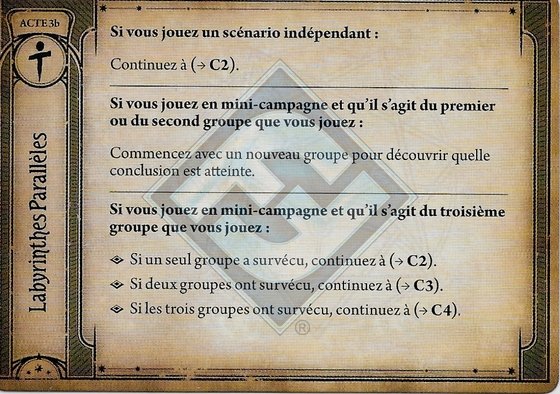 ACTE 3b
Labyrinthes Parallèles
Si vous jouez un scénario indépendant :
Continuez à (→ C2).
Si vous jouez en mini-campagne et qu'il s'agit du premier
ou du second groupe que vous jouez :
Commencez avec un nouveau groupe pour découvrir quelle
conclusion est atteinte.
Si vous jouez en mini-campagne et qu'il s'agit du troisième
groupe que vous jouez :
Si un seul groupe a survécu, continuez à (→ C2).
Si deux groupes ont survécu, continuez à (→ C3).
Si les trois groupes ont survécu, continuez à (→ C4).
®